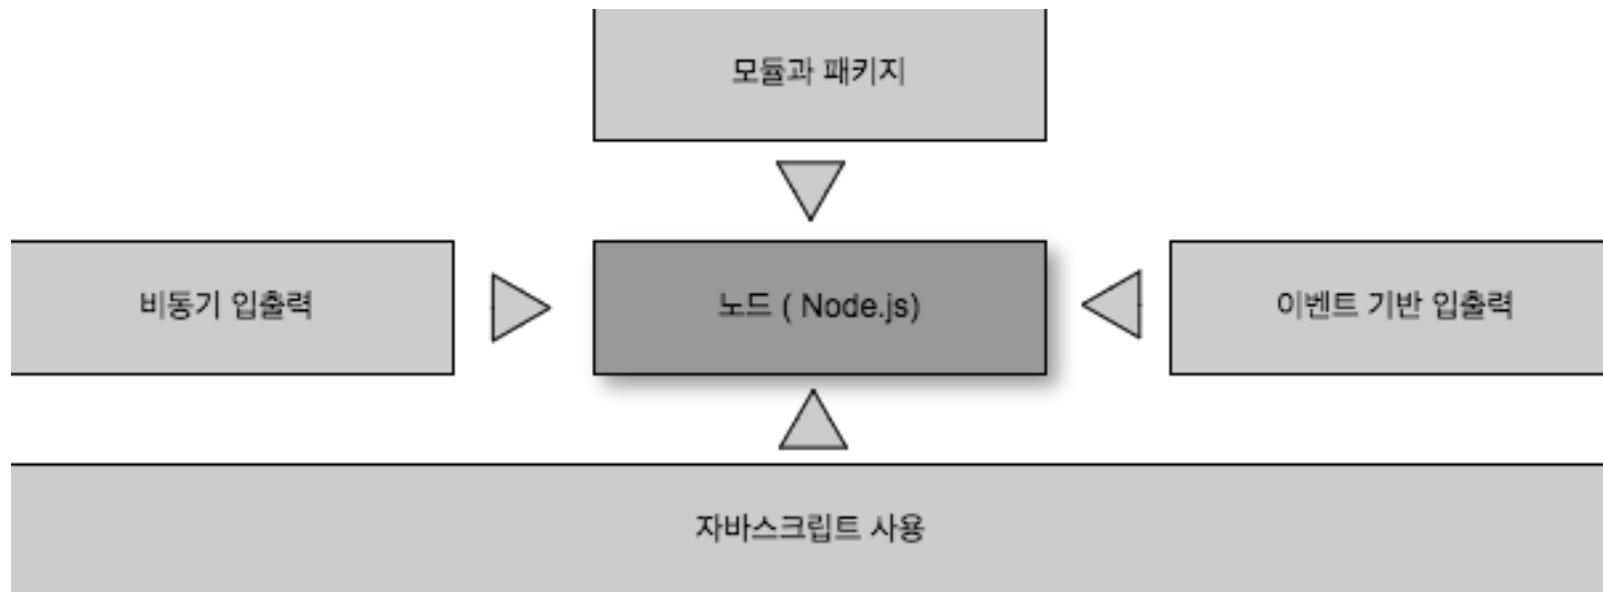 모듈과 패키지
비동기 입출력
노드 ( Node.js)
이벤트 기반 입출력
자바스크립트 사용